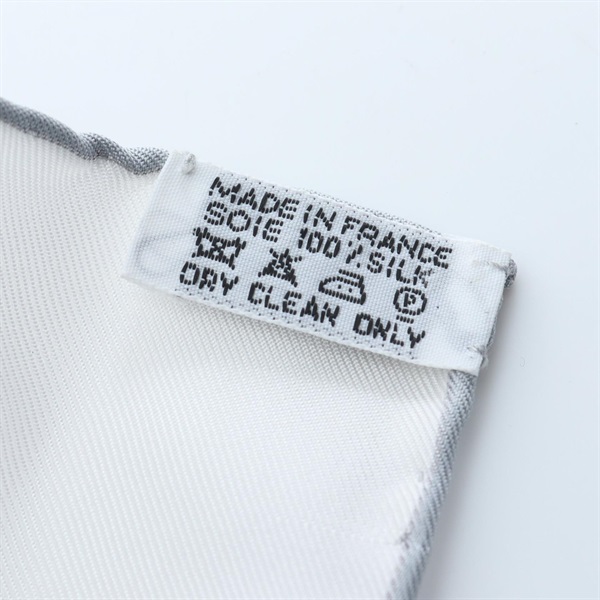 MADE IN FRANCE
SOIE 100% SILK
P
DRY CLEAN ONLY